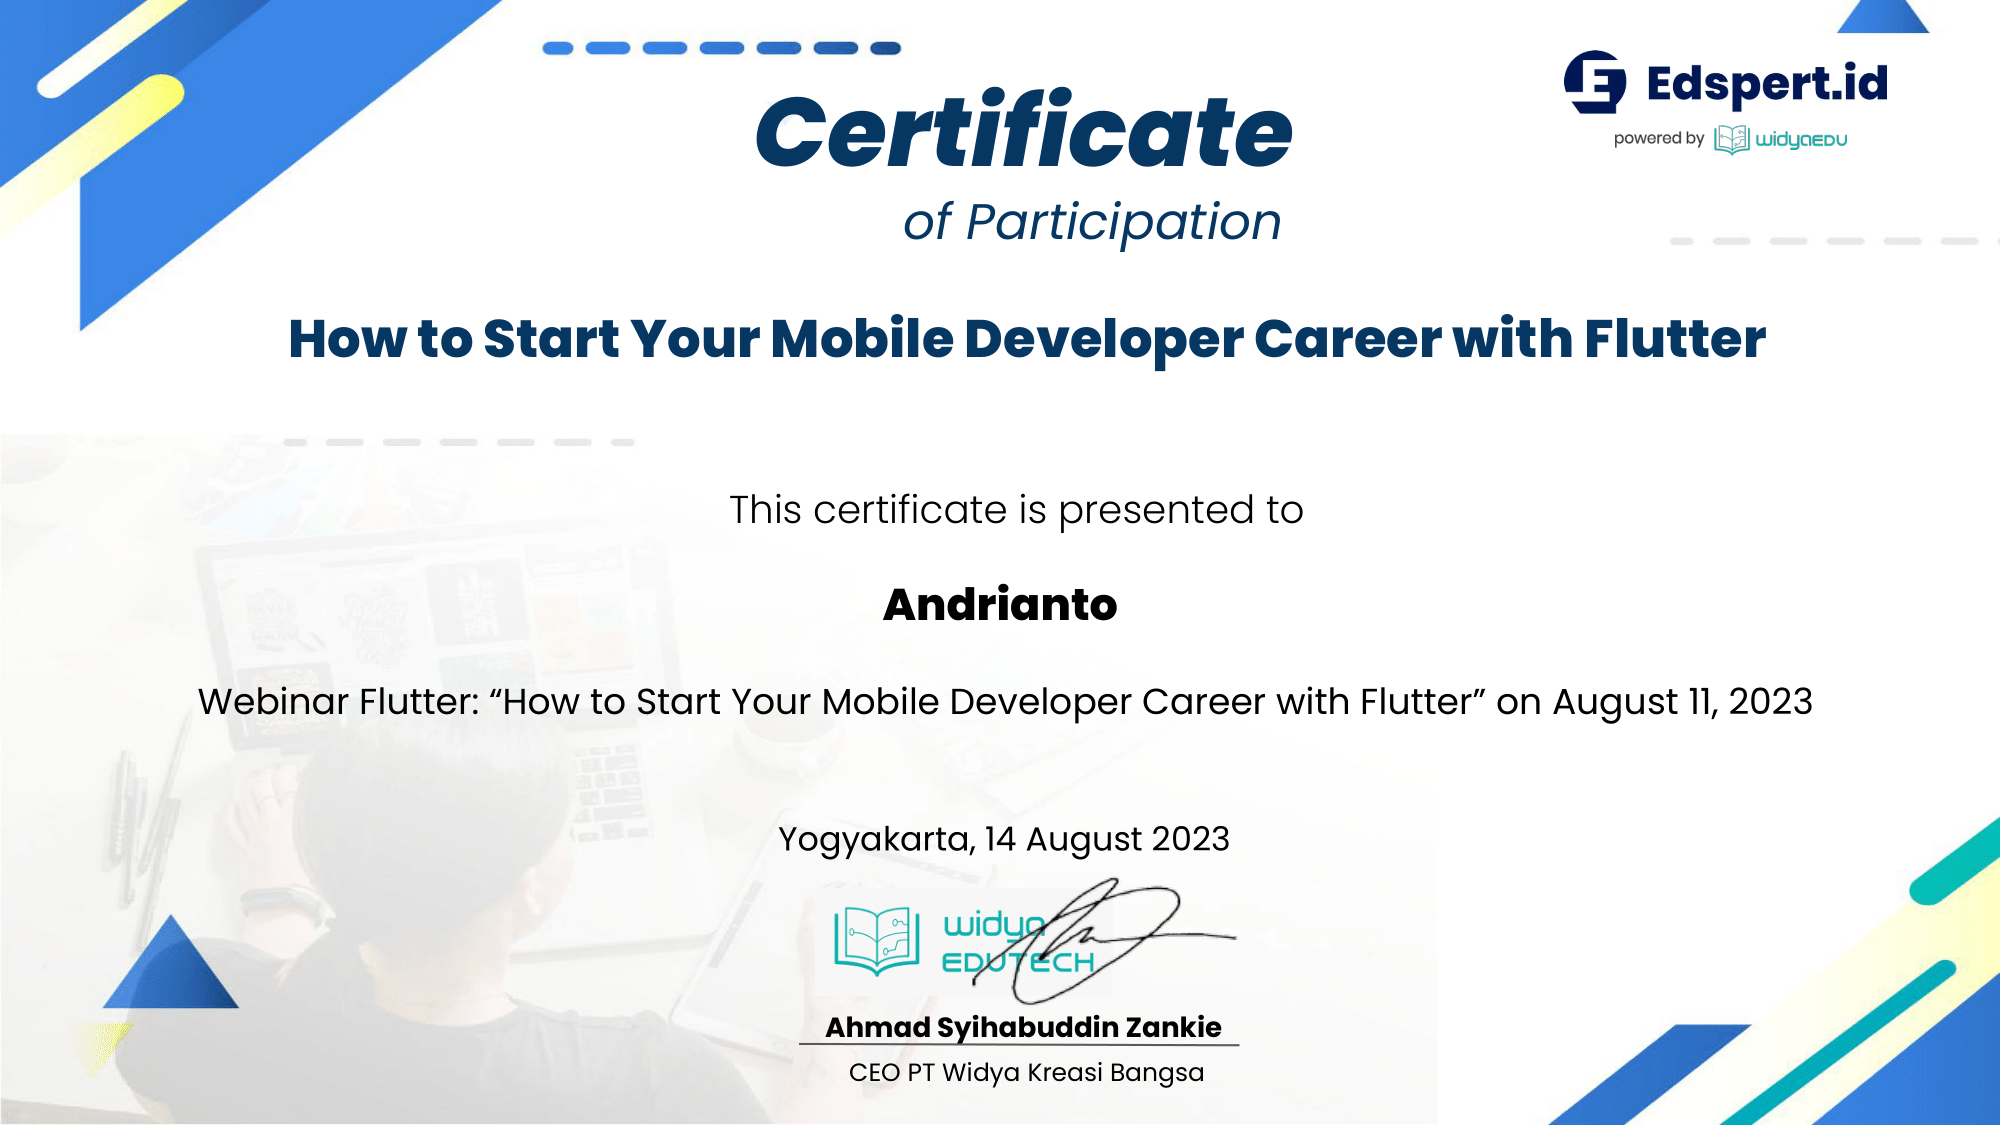 Edspert.id
powered by widyaEDU
Certificate
of Participation
How to Start Your Mobile Developer Career with Flutter
This certificate is presented to
Andrianto
Webinar Flutter: “How to Start Your Mobile Developer Career with Flutter” on August 11, 2023
Yogyakarta, 14 August 2023
widya
EDUTECH
Ahmad Syihabuddin Zankie
CEO PT Widya Kreasi Bangsa